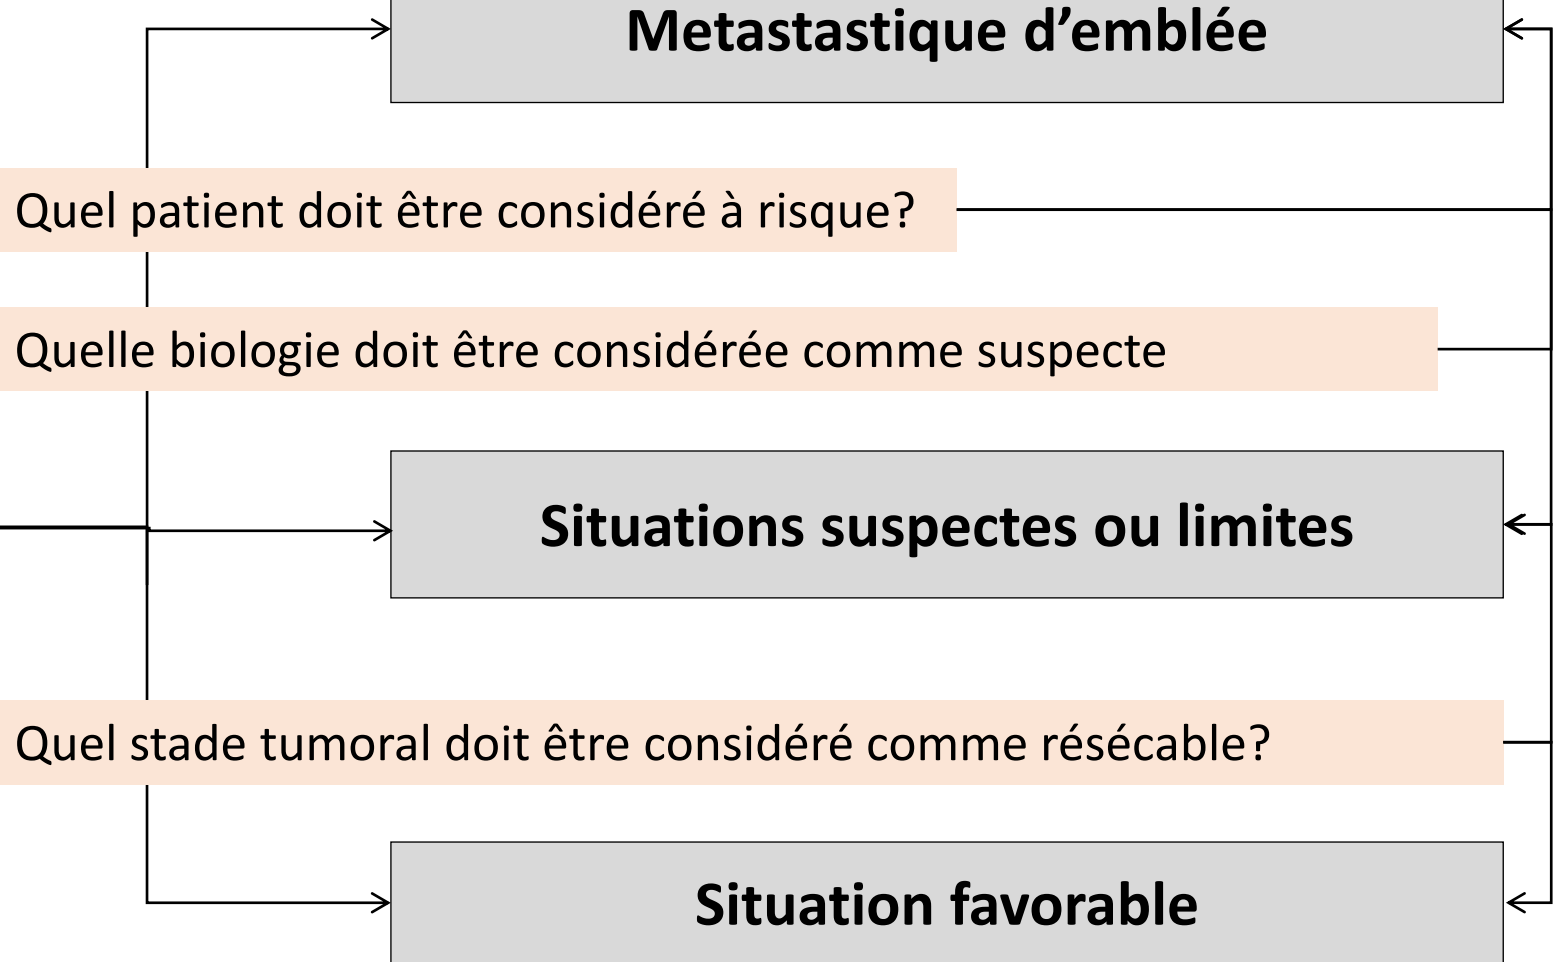 Metastastique d’emblée
Quel patient doit être considéré à risque?
Quelle biologie doit être considérée comme suspecte
Situations suspectes ou limites
Quel stade tumoral doit être considéré comme résécable?
Situation favorable